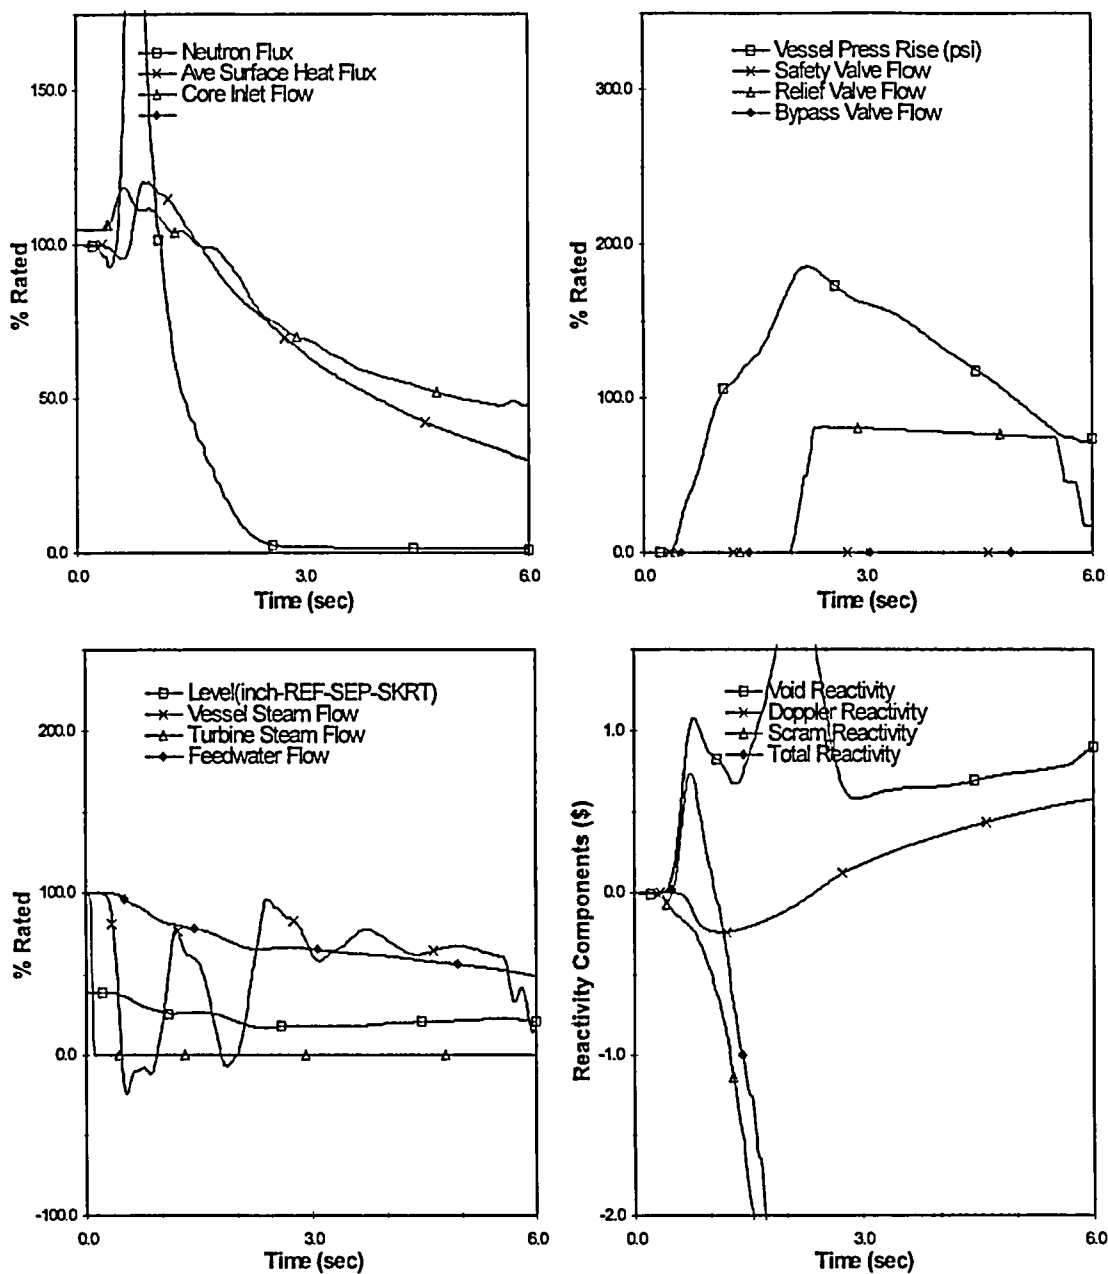 Neutron Flux
Ave Surface Heat Flux
Core Inlet Flow
150.0
100.0
50.0
0.0
% Rated
0.0
3.0
6.0
Time (sec)
Vessel Press Rise (psi)
Safety Valve Flow
Relief Valve Flow
Bypass Valve Flow
300.0
200.0
100.0
0.0
% Rated
0.0
3.0
6.0
Time (sec)
Level(inch-REF-SEP-SKRT)
Vessel Steam Flow
Turbine Steam Flow
Feedwater Flow
200.0
100.0
0.0
-100.0
% Rated
0.0
3.0
6.0
Time (sec)
Void Reactivity
Doppler Reactivity
Scram Reactivity
Total Reactivity
1.0
0.0
-1.0
-2.0
Reactivity Components ($)
0.0
3.0
6.0
Time (sec)